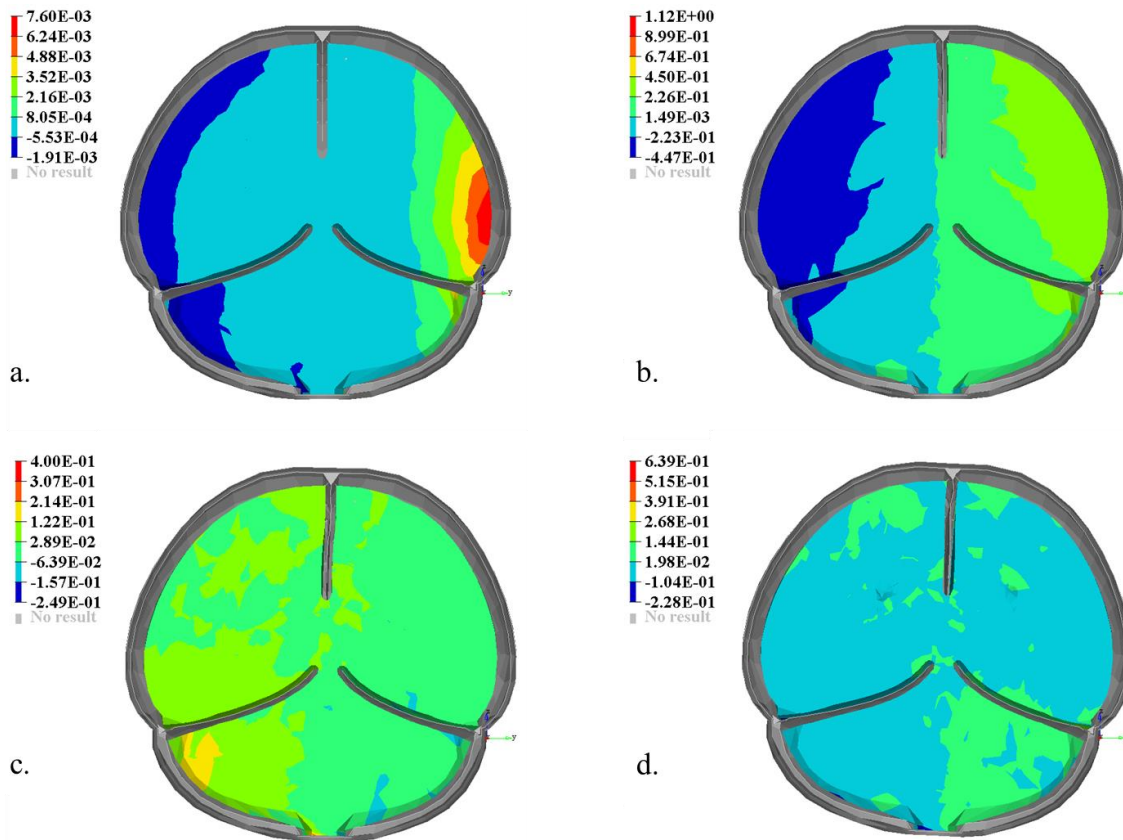 7.60E-03
6.24E-03
4.88E-03
3.52E-03
2.16E-03
8.05E-04
-5.53E-04
-1.91E-03
No result
z
y
a.
1.12E+00
8.99E-01
6.74E-01
4.50E-01
2.26E-01
1.49E-03
-2.23E-01
-4.47E-01
No result
b.
4.00E-01
3.07E-01
2.14E-01
1.22E-01
2.89E-02
-6.39E-02
-1.57E-01
-2.49E-01
No result
y
c.
6.39E-01
5.15E-01
3.91E-01
2.68E-01
1.44E-01
1.98E-02
-1.04E-01
-2.28E-01
No result
d.